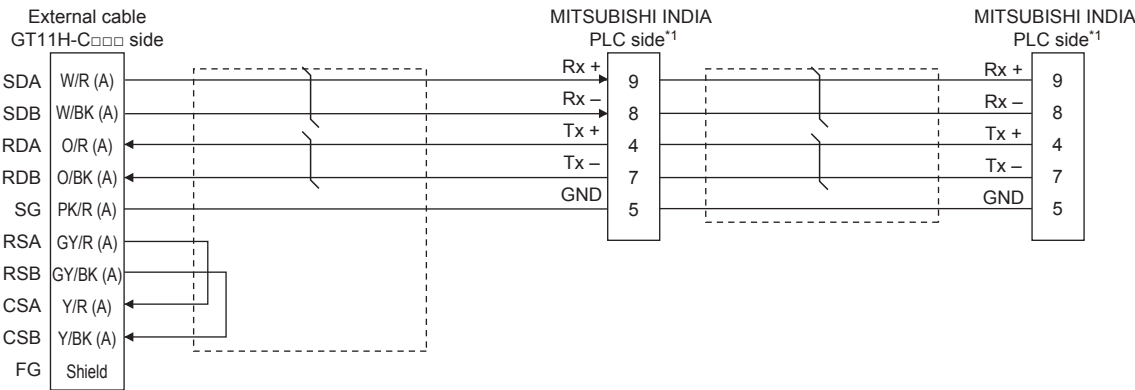 External cable
GT11H-C□□□ side
MITSUBISHI INDIA
PLC side*1
MITSUBISHI INDIA
PLC side*1
SDA W/R (A) Rx + 9 Rx + 9
SDB W/BK (A) Rx – 8 Rx – 8
RDA O/R (A) Tx + 4 Tx + 4
RDB O/BK (A) Tx – 7 Tx – 7
SG PK/R (A) GND 5 GND 5
RSA GY/R (A)
RSB GY/BK (A)
CSA Y/R (A)
CSB Y/BK (A)
FG Shield